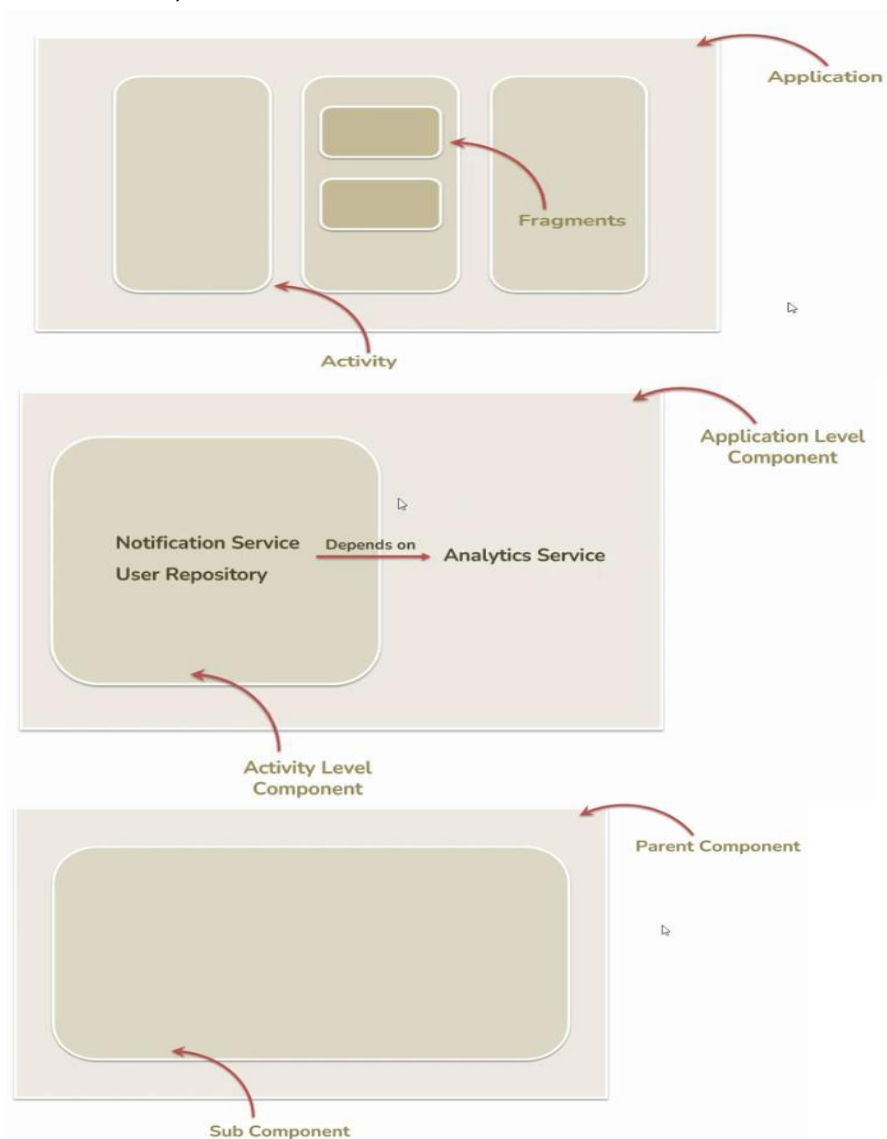 Application
Fragments
Activity
Application Level
Component
Notification Service
Depends on
Analytics Service
User Repository
Activity Level
Component
Parent Component
Sub Component